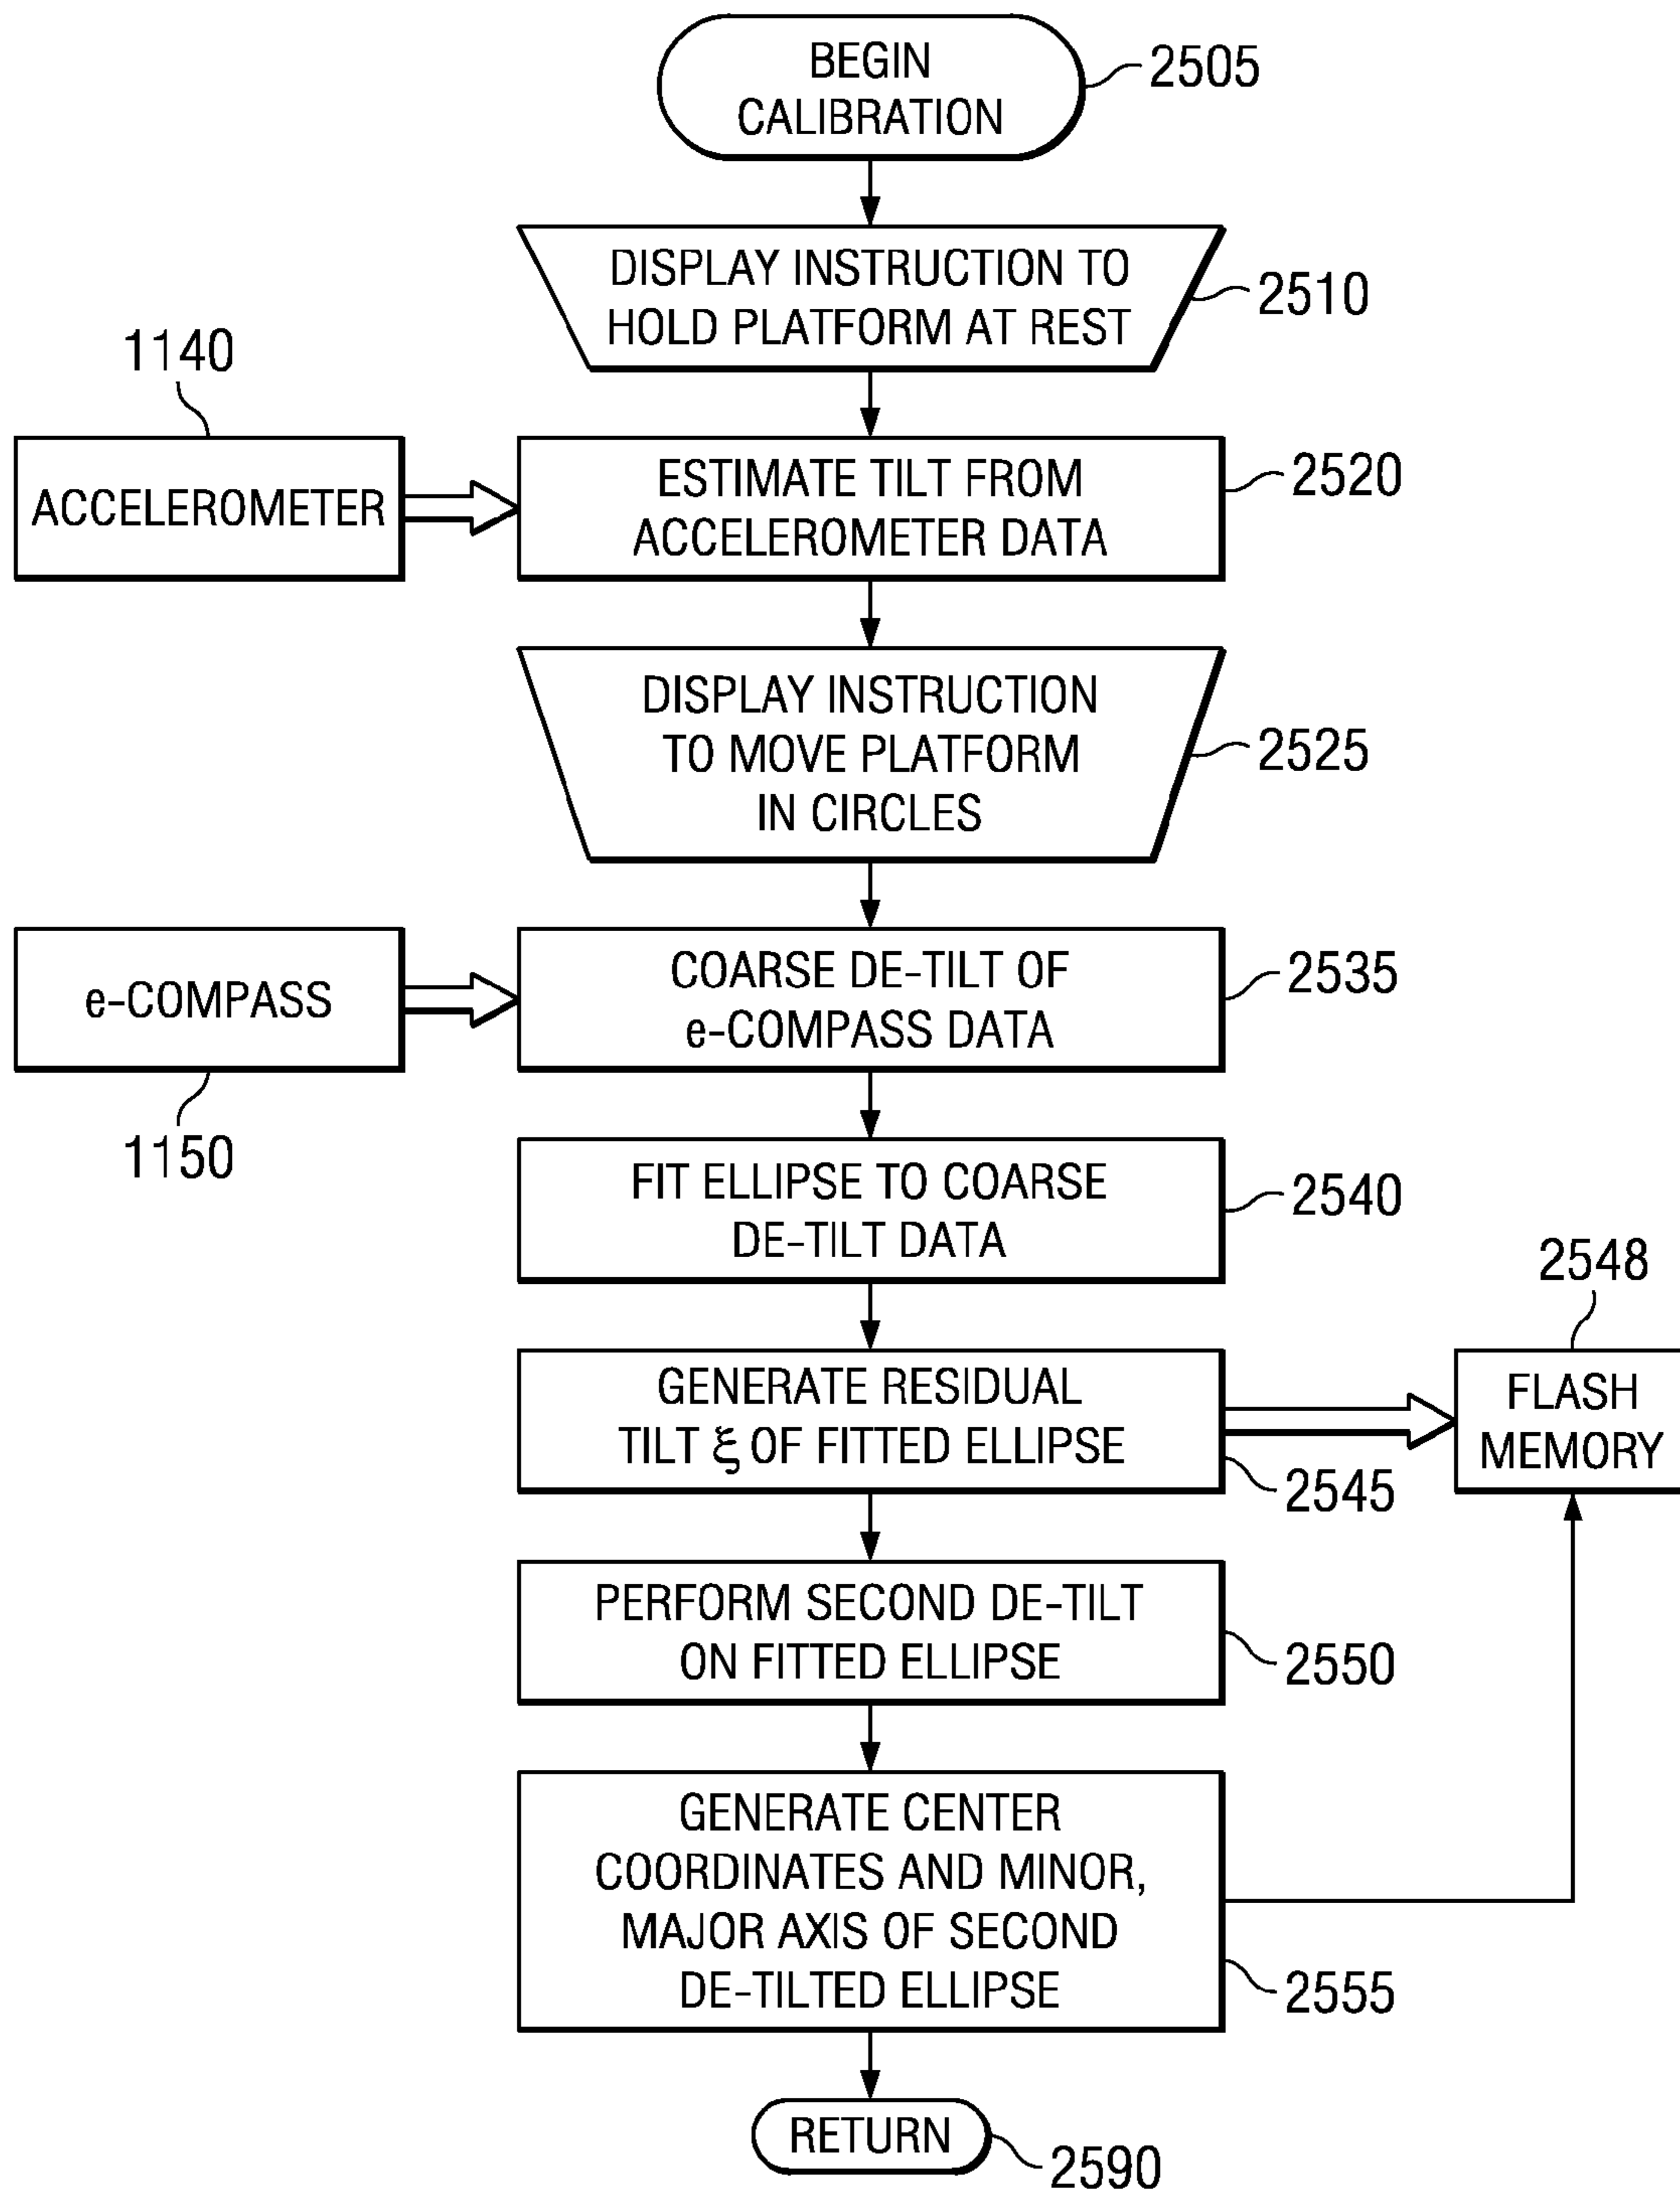 BEGIN
CALIBRATION
2505
DISPLAY INSTRUCTION TO
HOLD PLATFORM AT REST
2510
1140
ACCELEROMETER
ESTIMATE TILT FROM
ACCELEROMETER DATA
2520
DISPLAY INSTRUCTION
TO MOVE PLATFORM
IN CIRCLES
2525
e-COMPASS
1150
COARSE DE-TILT OF
e-COMPASS DATA
2535
FIT ELLIPSE TO COARSE
DE-TILT DATA
2540
GENERATE RESIDUAL
TILT ξ OF FITTED ELLIPSE
2545
2548
FLASH
MEMORY
PERFORM SECOND DE-TILT
ON FITTED ELLIPSE
2550
GENERATE CENTER
COORDINATES AND MINOR,
MAJOR AXIS OF SECOND
DE-TILTED ELLIPSE
2555
RETURN
2590